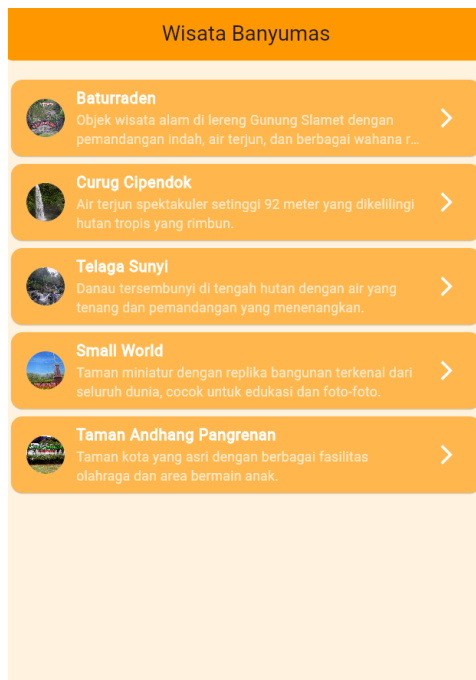 Wisata Banyumas
Baturraden
Objek wisata alam di lereng Gunung Slamet dengan
pemandangan indah, air terjun, dan berbagai wahana r...
Curug Cipendok
Air terjun spektakuler setinggi 92 meter yang dikelilingi
hutan tropis yang rimbun.
Telaga Sunyi
Danau tersembunyi di tengah hutan dengan air yang
tenang dan pemandangan yang menenangkan.
Small World
Taman miniatur dengan replika bangunan terkenal dari
seluruh dunia, cocok untuk edukasi dan foto-foto.
Taman Andhang Pangrenan
Taman kota yang asri dengan berbagai fasilitas
olahraga dan area bermain anak.